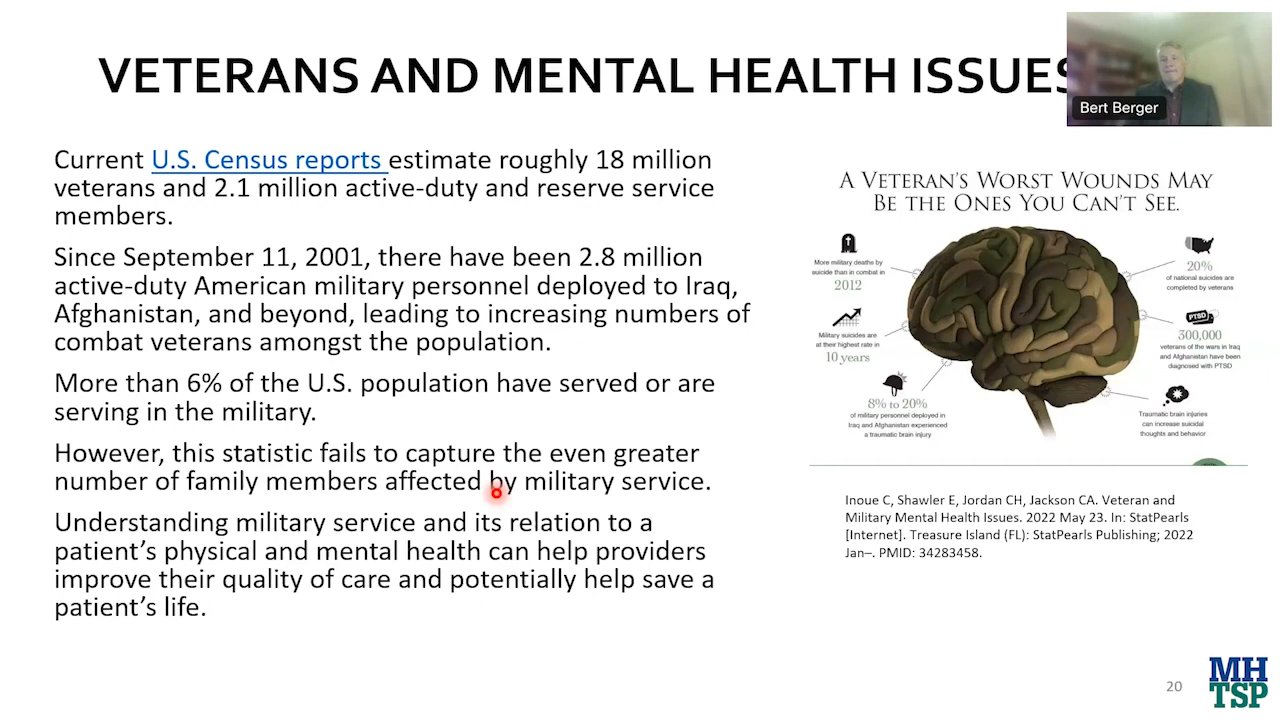 VETERANS AND MENTAL HEALTH ISSUES
Bert Berger
Current U.S. Census reports estimate roughly 18 million
veterans and 2.1 million active-duty and reserve service
members.
Since September 11, 2001, there have been 2.8 million
active-duty American military personnel deployed to Iraq,
Afghanistan, and beyond, leading to increasing numbers of
combat veterans amongst the population.
More than 6% of the U.S. population have served or are
serving in the military.
However, this statistic fails to capture the even greater
number of family members affected by military service.
Understanding military service and its relation to a
patient’s physical and mental health can help providers
improve their quality of care and potentially help save a
patient’s life.
A VETERAN’S WORST WOUNDS MAY
BE THE ONES YOU CAN’T SEE.
More military deaths by
suicide than in combat in
2012
Military suicides are
at their highest rate in
10 years
8% to 20%
of military personnel deployed in
Iraq and Afghanistan experienced
a traumatic brain injury
20%
of national suicides are
completed by veterans
PTSD
300,000
veterans of the wars in Iraq
and Afghanistan have been
diagnosed with PTSD
Traumatic brain injuries
can increase suicidal
thoughts and behavior
Inoue C, Shawler E, Jordan CH, Jackson CA. Veteran and
Military Mental Health Issues. 2022 May 23. In: StatPearls
[Internet]. Treasure Island (FL): StatPearls Publishing; 2022
Jan–. PMID: 34283458.
20
MH
TSP